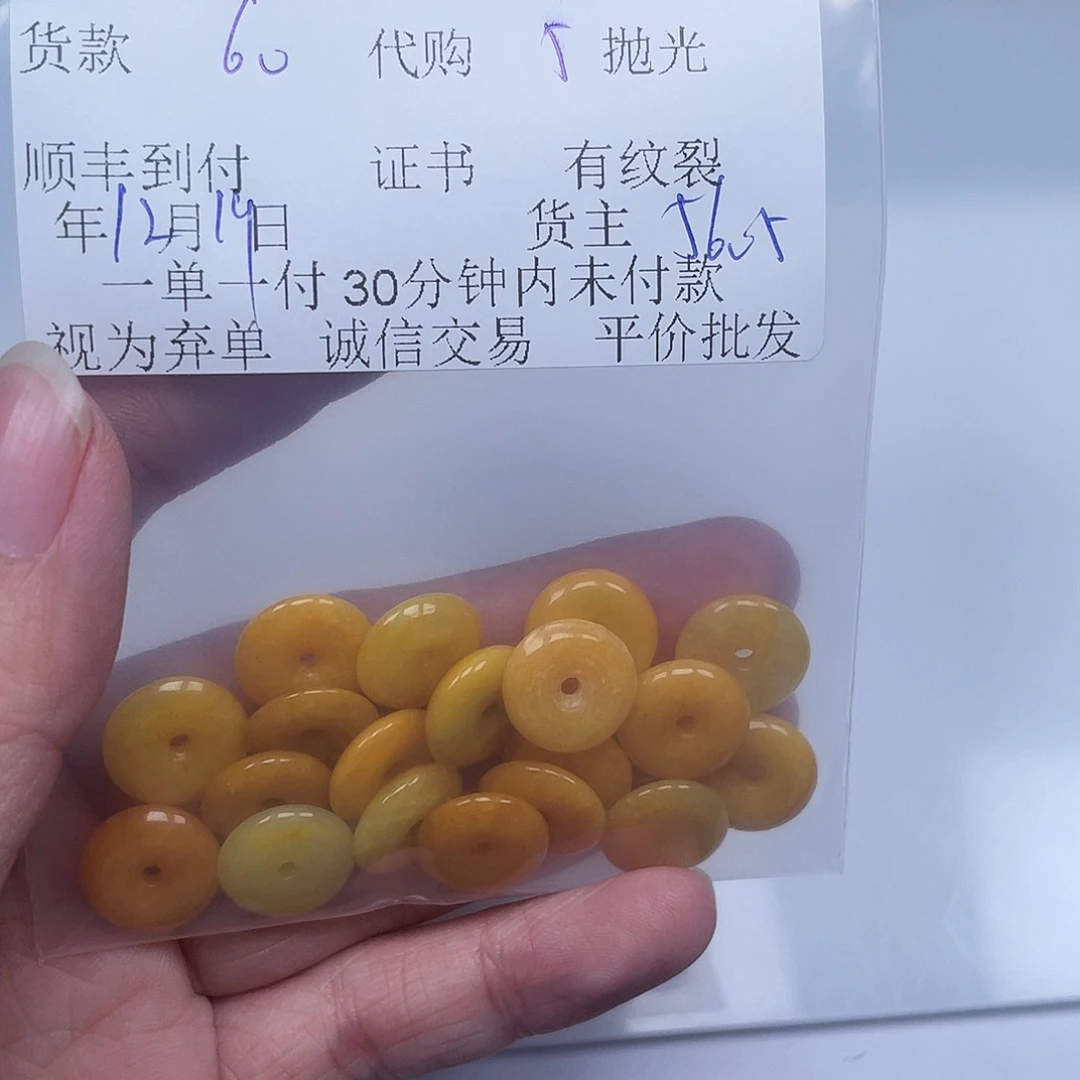 货款 60 代购 5 抛光
顺丰到付 证书 有纹裂
年12月14日 货主 5605
一单一付 30分钟内未付款
视为弃单 诚信交易 平价批发